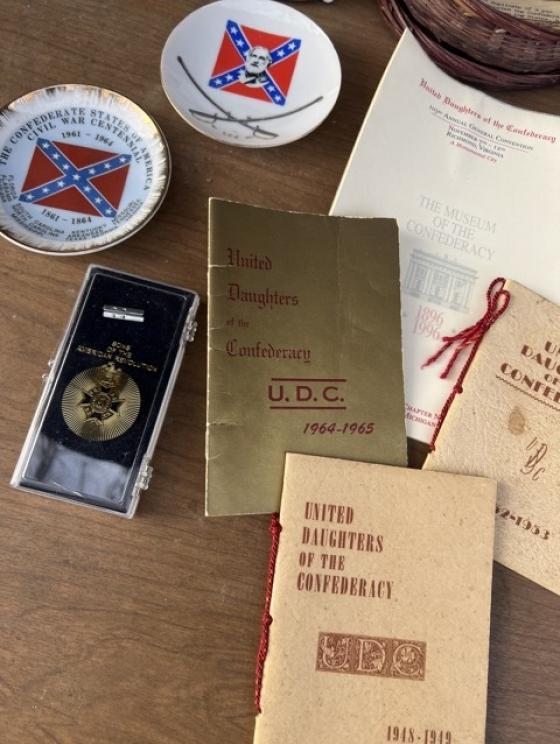 THE CONFEDERATE STATES OF AMERICA
CIVIL WAR CENTENNIAL
1961 - 1964
1861 - 1864
SONS
OF THE
AMERICAN REVOLUTION
United Daughters of the Confederacy
Annual General Convention
Richmond, Virginia
A Monumental City
THE MUSEUM
OF THE
CONFEDERACY
1896
1996
United
Daughters
of the
Confederacy
U. D. C.
1964-1965
UNITED
DAUGHTERS
OF THE
CONFEDERACY
UDC
1948-1949